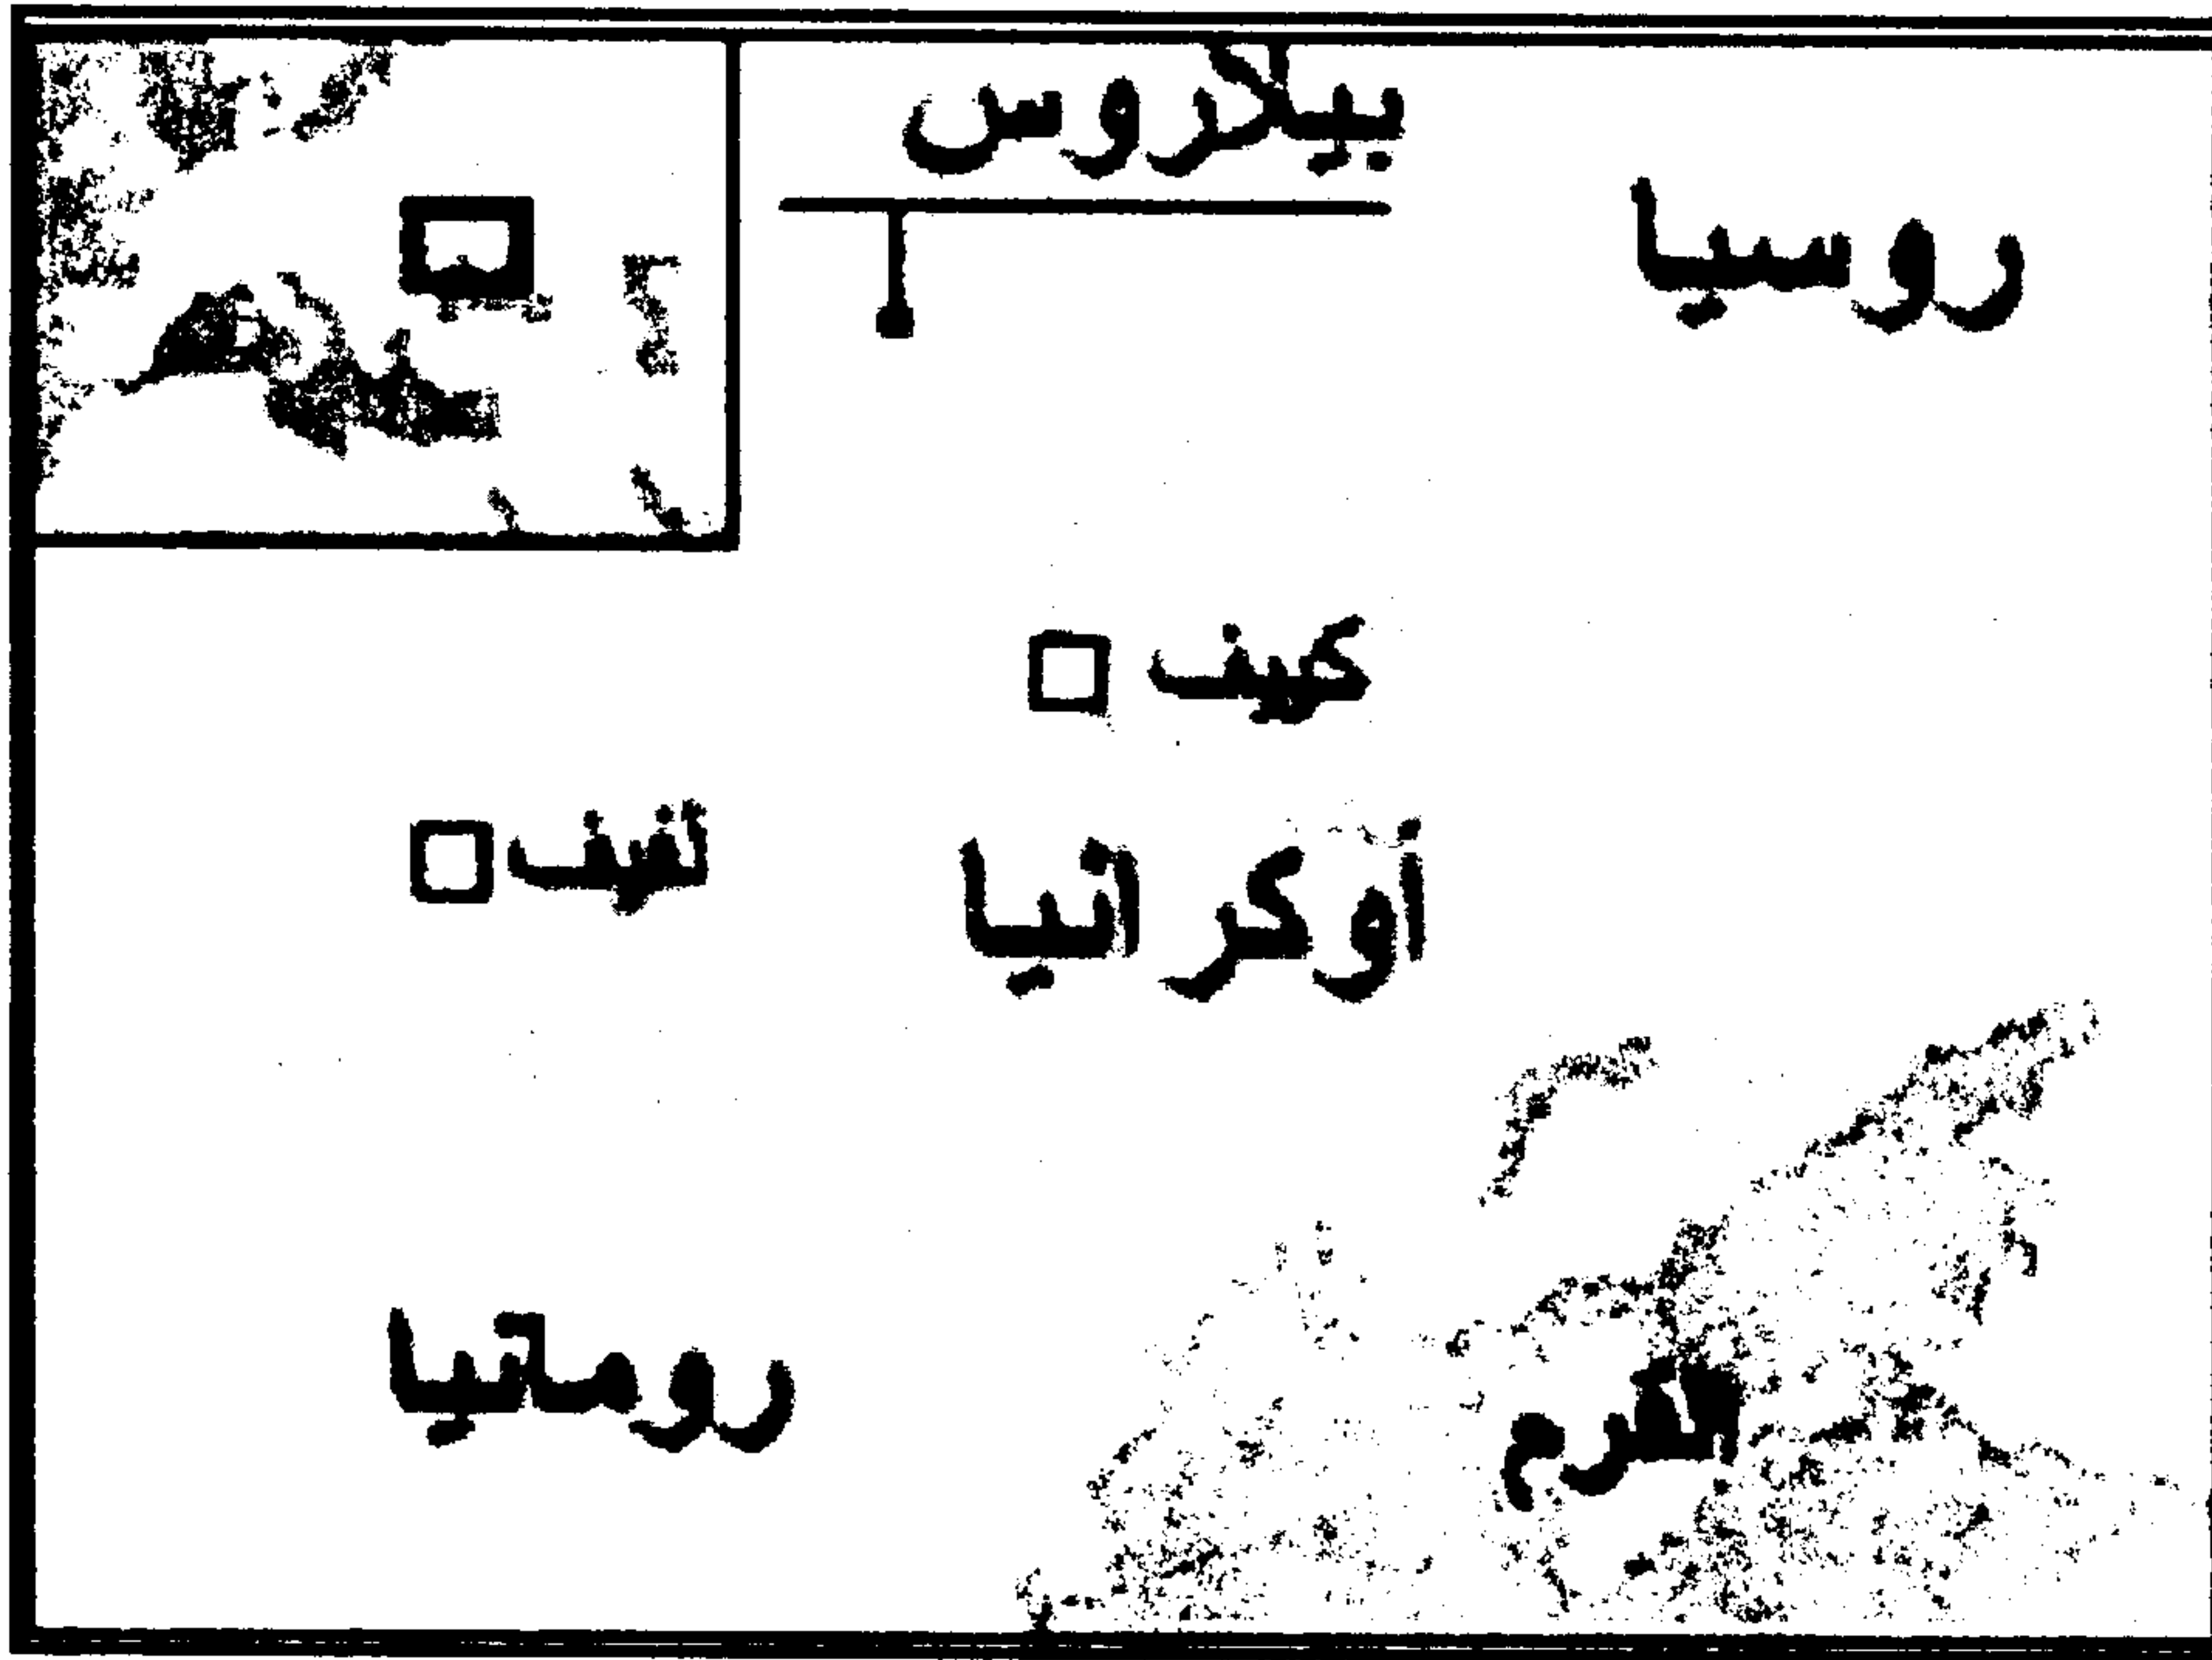 بيلاروس
روسيا
كييف
لفيف
أوكرانيا
رومانيا
القرم